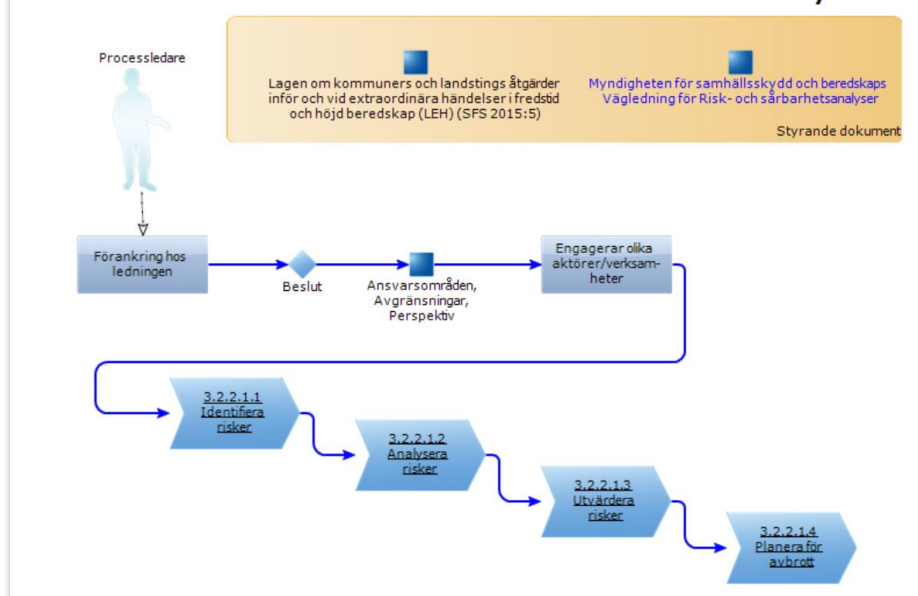 Processledare
Lagen om kommuners och landstings åtgärder
inför och vid extraordinära händelser i fredstid
och höjd beredskap (LEH) (SFS 2015:5)
Myndigheten för samhällsskydd och beredskaps
Vägledning för Risk- och sårbarhetsanalyser
Styrande dokument
Förankring hos
ledningen
Beslut
Ansvarsområden,
Avgränsningar,
Perspektiv
Engagerar olika
aktörer/verksam-
heter
3.2.2.1.1
Identifiera
risker
3.2.2.1.2
Analysera
risker
3.2.2.1.3
Utvärdera
risker
3.2.2.1.4
Planera för
avbrott